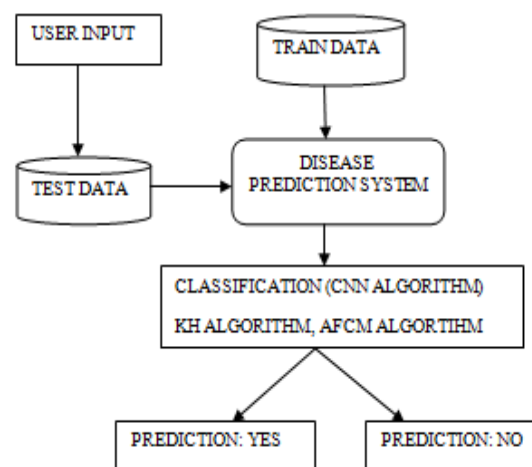 USER INPUT
TRAIN DATA
TEST DATA
DISEASE
PREDICTION SYSTEM
CLASSIFICATION (CNN ALGORITHM)
KH ALGORITHM, AFCM ALGORTIHM
PREDICTION: YES
PREDICTION: NO